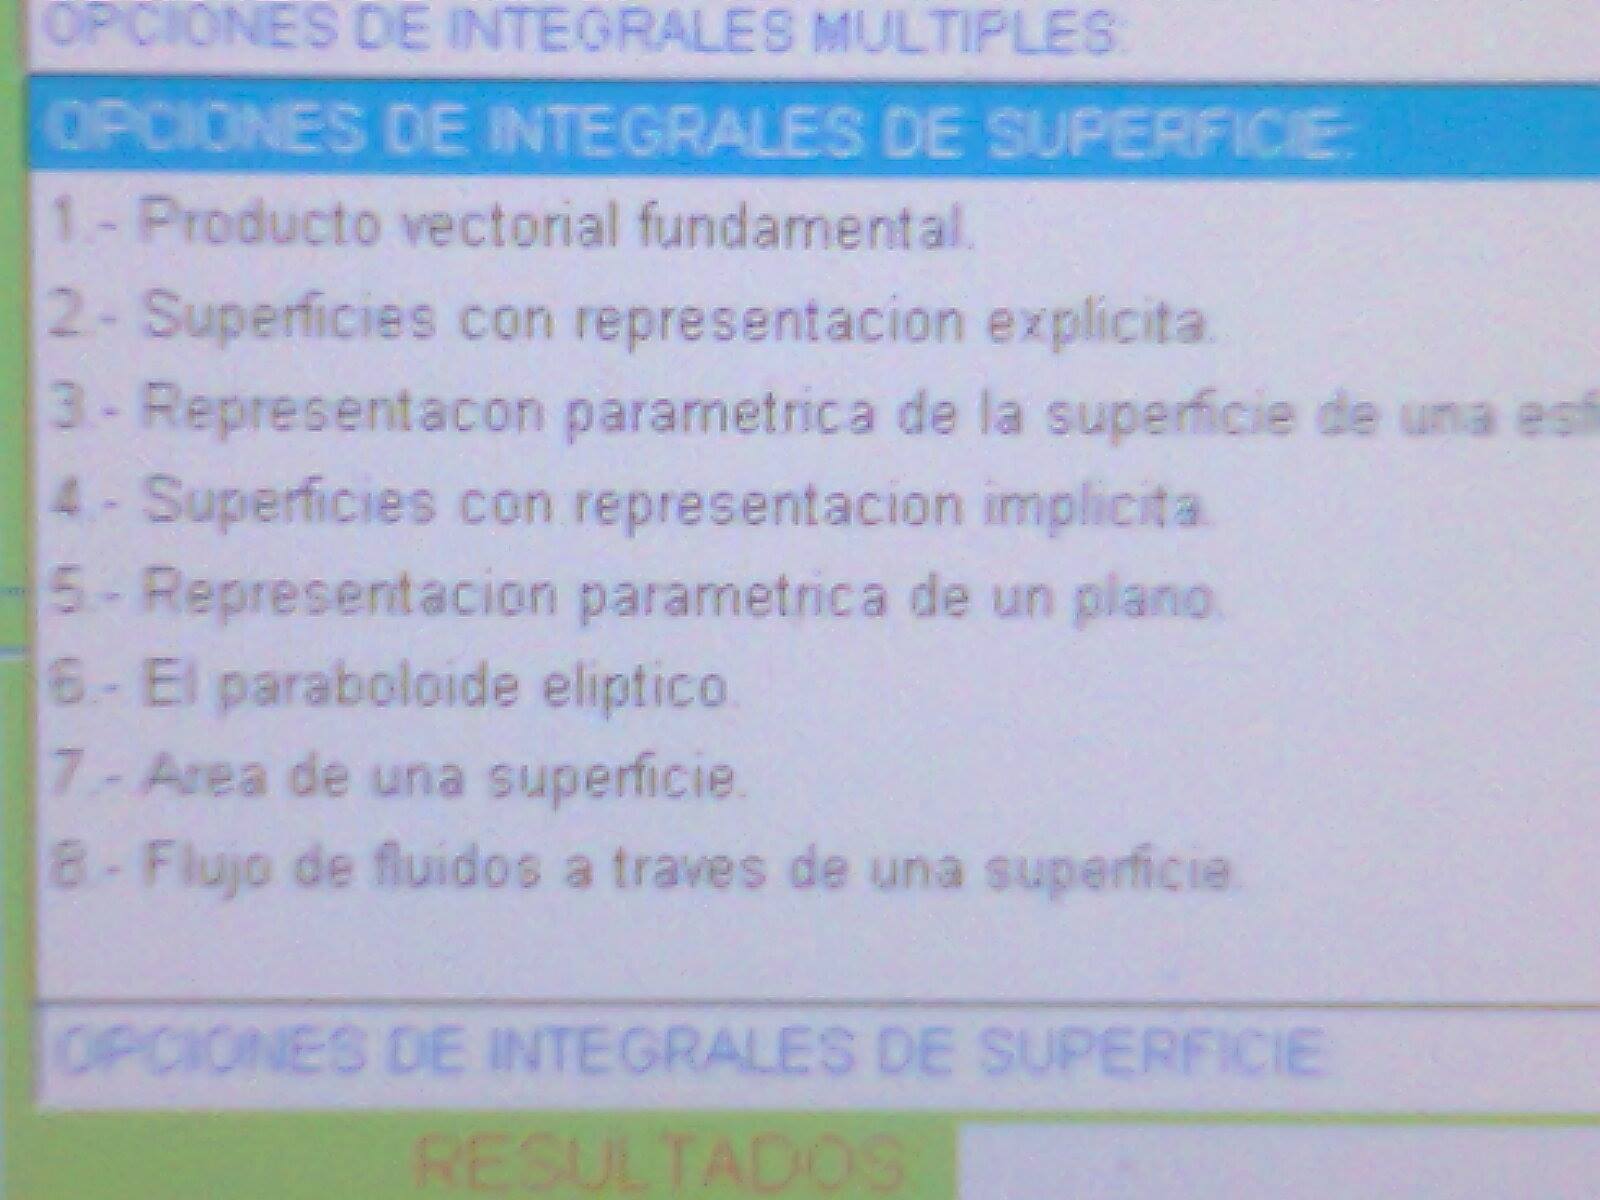 OPCIONES DE INTEGRALES MULTIPLES:
OPCIONES DE INTEGRALES DE SUPERFICIE:
1.- Producto vectorial fundamental.
2.- Superficies con representacion explicita.
3.- Representacon parametrica de la superficie de una esf
4.- Superficies con representacion implicita.
5.- Representacion parametrica de un plano.
6.- El paraboloide eliptico.
7.- Area de una superficie.
8.- Flujo de fluidos a traves de una superficie.
OPCIONES DE INTEGRALES DE SUPERFICIE
RESULTADOS